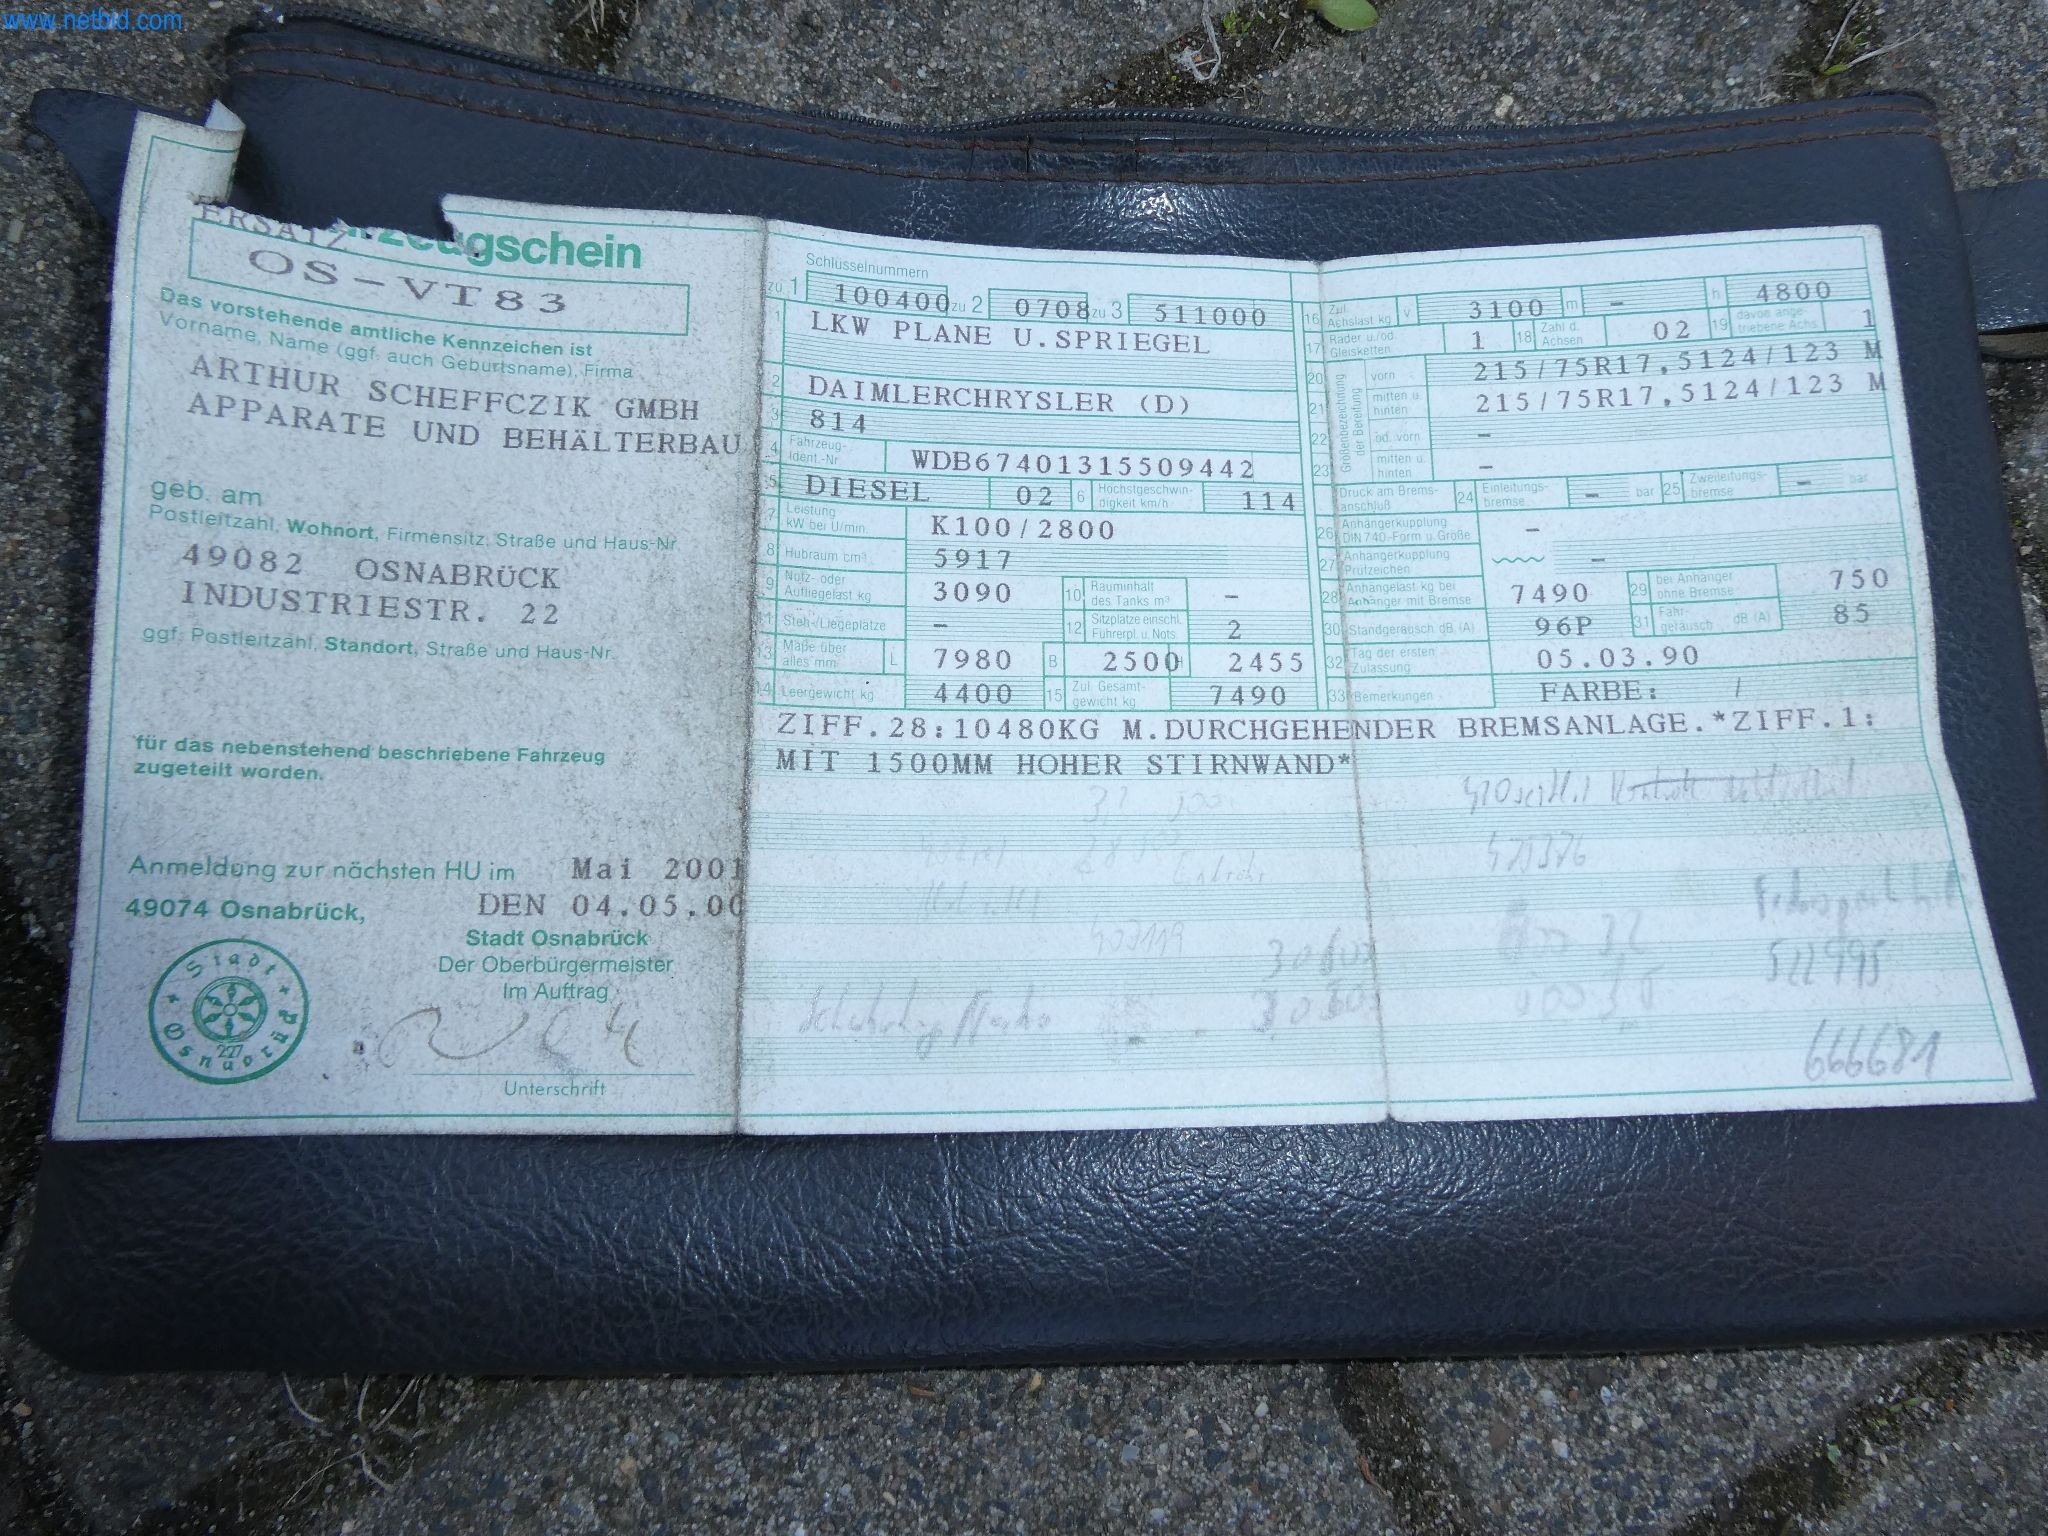 www.netbid.com
ERSATZ
rzeugschein
OS-VT83
Das vorstehende amtliche Kennzeichen ist
Vorname, Name (ggf. auch Geburtsname), Firma
ARTHUR SCHEFFCZIK GMBH
APPARATE UND BEHÄLTERBAU
geb. am
Postleitzahl, Wohnort, Firmensitz, Straße und Haus-Nr.
49082 OSNABRÜCK
INDUSTRIESTR. 22
ggf. Postleitzahl, Standort, Straße und Haus-Nr.
für das nebenstehend beschriebene Fahrzeug
zugeteilt worden.
Anmeldung zur nächsten HU im Mai 2001
49074 Osnabrück, DEN 04.05.00
Stadt Osnabrück
Der Oberbürgermeister
Im Auftrag
Stadt Osnabrück
227
Unterschrift
Schlüsselnummern
zu 1 100400 zu 2 0708 zu 3 511000
1 LKW PLANE U.SPRIEGEL
2 DAIMLERCHRYSLER (D)
3 814
4 Fahrzeug-Ident.-Nr. WDB67401315509442
5 DIESEL 02 6 Höchstgeschwindigkeit km/h 114
7 Leistung kW bei U/min. K100/2800
8 Hubraum cm³ 5917
9 Nutz- oder Aufliegelast kg 3090 10 Rauminhalt des Tanks m³ -
11 Steh-/Liegeplätze - 12 Sitzplätze einschl. Führerpl. u. Nots. 2
13 Maße über alles mm L 7980 B 2500 H 2455
14 Leergewicht kg 4400 15 Zul. Gesamtgewicht kg 7490
16 Zul. Achslast kg v 3100 m - h 4800
17 Räder u./od. Gleisketten 1 18 Zahl d. Achsen 02 19 davon angetriebene Achs. 1
Größenbezeichnung der Bereifung
20 vorn 215/75R17,5124/123 M
21 mitten u. hinten 215/75R17,5124/123 M
22 od. vorn -
23 mitten u. hinten -
Druck am Bremsanschluß 24 Einleitungsbremse - bar 25 Zweileitungsbremse - bar
26 Anhängerkupplung DIN 740-Form u. Größe -
27 Anhängerkupplung Prüfzeichen -
28 Anhängelast kg bei Anhänger mit Bremse 7490 29 bei Anhänger ohne Bremse 750
30 Standgeräusch dB (A) 96P 31 Fahrgeräusch dB (A) 85
32 Tag der ersten Zulassung 05.03.90
33 Bemerkungen FARBE: /
ZIFF.28:10480KG M.DURCHGEHENDER BREMSANLAGE.*ZIFF.1:
MIT 1500MM HOHER STIRNWAND*
522995
666681